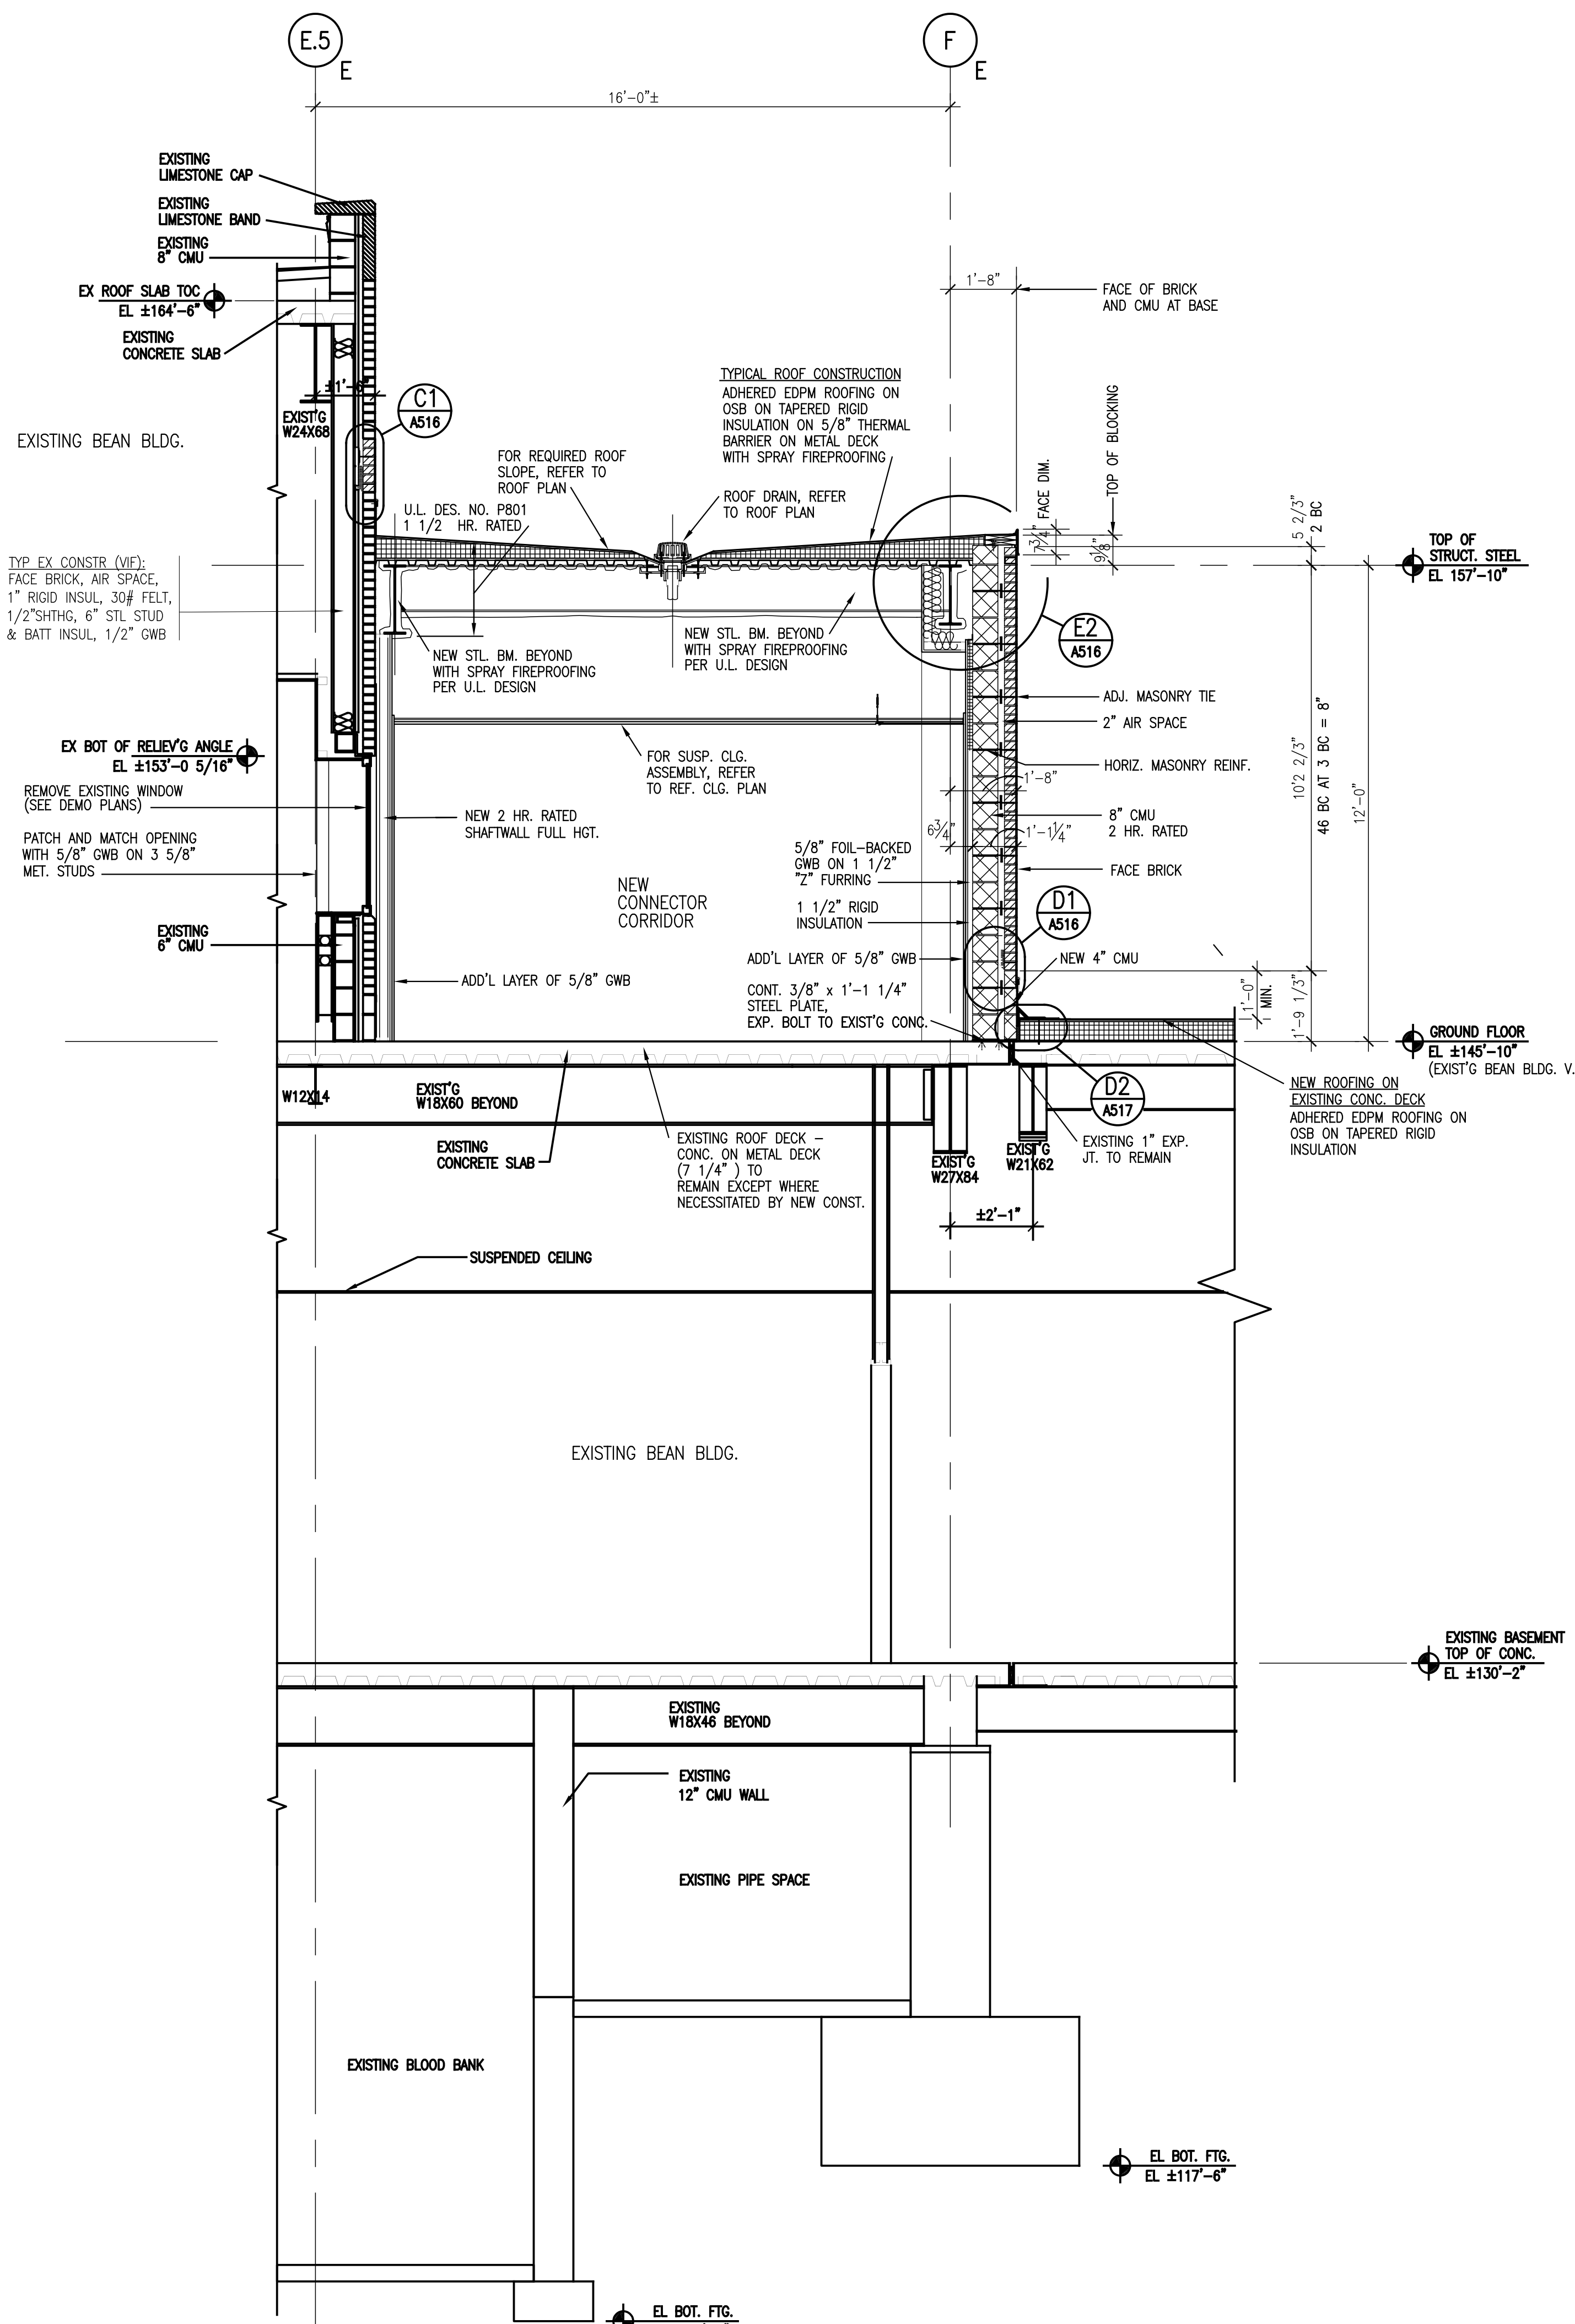 E.5
E
F
E
16'-0"±
EXISTING
LIMESTONE CAP
EXISTING
LIMESTONE BAND
EXISTING
8" CMU
EX ROOF SLAB TOC
EL ±164'-6"
EXISTING
CONCRETE SLAB
±1'-6"
EXIST'G
W24X68
C1
A516
EXISTING BEAN BLDG.
1'-8"
FACE OF BRICK
AND CMU AT BASE
TYPICAL ROOF CONSTRUCTION
ADHERED EDPM ROOFING ON
OSB ON TAPERED RIGID
INSULATION ON 5/8" THERMAL
BARRIER ON METAL DECK
WITH SPRAY FIREPROOFING
FOR REQUIRED ROOF
SLOPE, REFER TO
ROOF PLAN
ROOF DRAIN, REFER
TO ROOF PLAN
U.L. DES. NO. P801
1 1/2 HR. RATED
7 3/4" FACE DIM.
TOP OF BLOCKING
9 1/8"
5 2/3"
2 BC
TOP OF
STRUCT. STEEL
EL 157'-10"
TYP EX CONSTR (VIF):
FACE BRICK, AIR SPACE,
1" RIGID INSUL, 30# FELT,
1/2"SHTHG, 6" STL STUD
& BATT INSUL, 1/2" GWB
NEW STL. BM. BEYOND
WITH SPRAY FIREPROOFING
PER U.L. DESIGN
NEW STL. BM. BEYOND
WITH SPRAY FIREPROOFING
PER U.L. DESIGN
E2
A516
ADJ. MASONRY TIE
2" AIR SPACE
HORIZ. MASONRY REINF.
1'-8"
8" CMU
2 HR. RATED
6 3/4"
1'-1 1/4"
FACE BRICK
10'2 2/3"
46 BC AT 3 BC = 8"
12'-0"
EX BOT OF RELIEV'G ANGLE
EL ±153'-0 5/16"
REMOVE EXISTING WINDOW
(SEE DEMO PLANS)
PATCH AND MATCH OPENING
WITH 5/8" GWB ON 3 5/8"
MET. STUDS
FOR SUSP. CLG.
ASSEMBLY, REFER
TO REF. CLG. PLAN
NEW 2 HR. RATED
SHAFTWALL FULL HGT.
NEW
CONNECTOR
CORRIDOR
5/8" FOIL-BACKED
GWB ON 1 1/2"
"Z" FURRING
1 1/2" RIGID
INSULATION
D1
A516
EXISTING
6" CMU
ADD'L LAYER OF 5/8" GWB
ADD'L LAYER OF 5/8" GWB
NEW 4" CMU
CONT. 3/8" x 1'-1 1/4"
STEEL PLATE,
EXP. BOLT TO EXIST'G CONC.
1'-0"
MIN.
1'-9 1/3"
GROUND FLOOR
EL ±145'-10"
(EXIST'G BEAN BLDG. V.
W12X14
EXIST'G
W18X60 BEYOND
EXISTING
CONCRETE SLAB
EXISTING ROOF DECK -
CONC. ON METAL DECK
(7 1/4" ) TO
REMAIN EXCEPT WHERE
NECESSITATED BY NEW CONST.
EXIST'G
W27X84
EXIST'G
W21X62
D2
A517
EXISTING 1" EXP.
JT. TO REMAIN
NEW ROOFING ON
EXISTING CONC. DECK
ADHERED EDPM ROOFING ON
OSB ON TAPERED RIGID
INSULATION
±2'-1"
SUSPENDED CEILING
EXISTING BEAN BLDG.
EXISTING BASEMENT
TOP OF CONC.
EL ±130'-2"
EXISTING
W18X46 BEYOND
EXISTING
12" CMU WALL
EXISTING PIPE SPACE
EXISTING BLOOD BANK
EL BOT. FTG.
EL ±117'-6"
EL BOT. FTG.